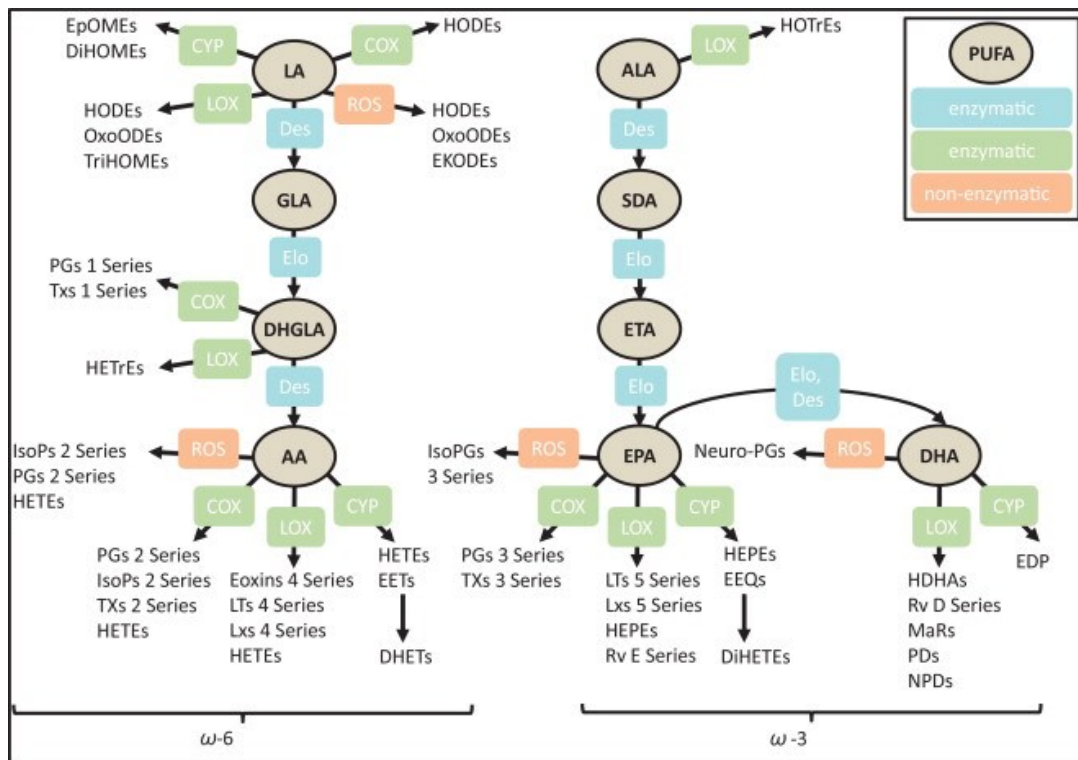 EpOMEs
DiHOMEs
CYP
COX
HODEs
LA
LOX
ROS
HODEs
OxoODEs
TriHOMEs
HODEs
OxoODEs
EKODEs
Des
GLA
Elo
PGs 1 Series
Txs 1 Series
COX
DHGLA
LOX
HETrEs
Des
IsoPs 2 Series
PGs 2 Series
HETEs
ROS
AA
COX
LOX
CYP
PGs 2 Series
IsoPs 2 Series
TXs 2 Series
HETEs
Eoxins 4 Series
LTs 4 Series
Lxs 4 Series
HETEs
HETEs
EETs
DHETs
ω-6
ALA
LOX
HOTrEs
Des
SDA
Elo
ETA
Elo
Elo,
Des
IsoPGs
3 Series
ROS
EPA
COX
LOX
CYP
PGs 3 Series
TXs 3 Series
LTs 5 Series
Lxs 5 Series
HEPEs
Rv E Series
HEPEs
EEQs
DiHETEs
Neuro-PGs
ROS
DHA
LOX
CYP
HDHAs
Rv D Series
MaRs
PDs
NPDs
EDP
ω-3
PUFA
enzymatic
enzymatic
non-enzymatic